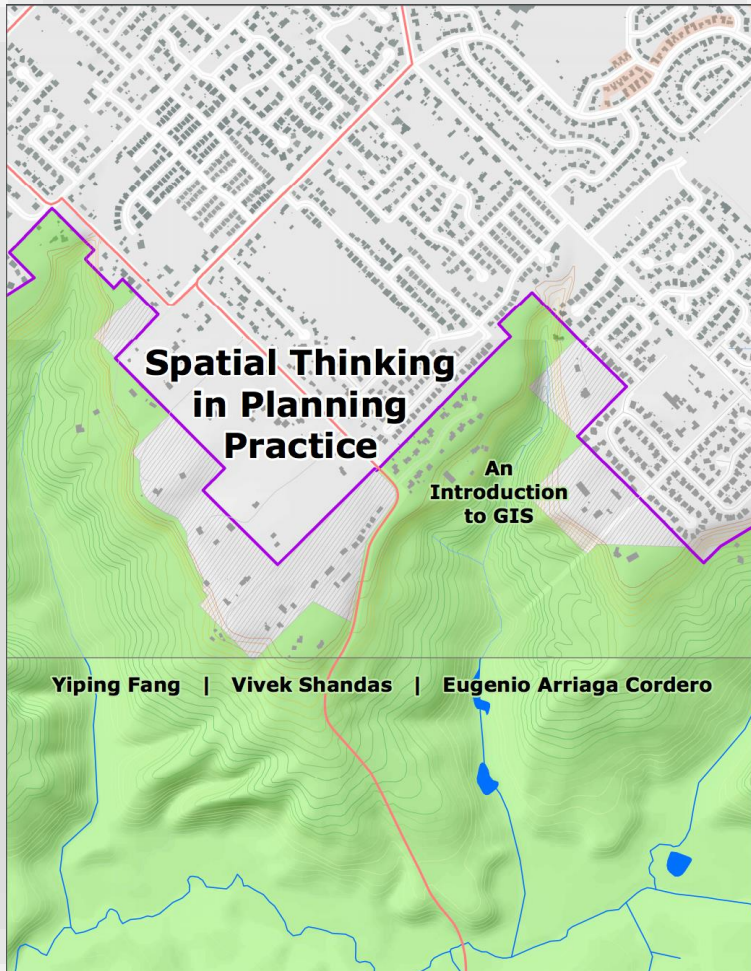 Spatial Thinking
in Planning
Practice
An
Introduction
to GIS
Yiping Fang | Vivek Shandas | Eugenio Arriaga Cordero